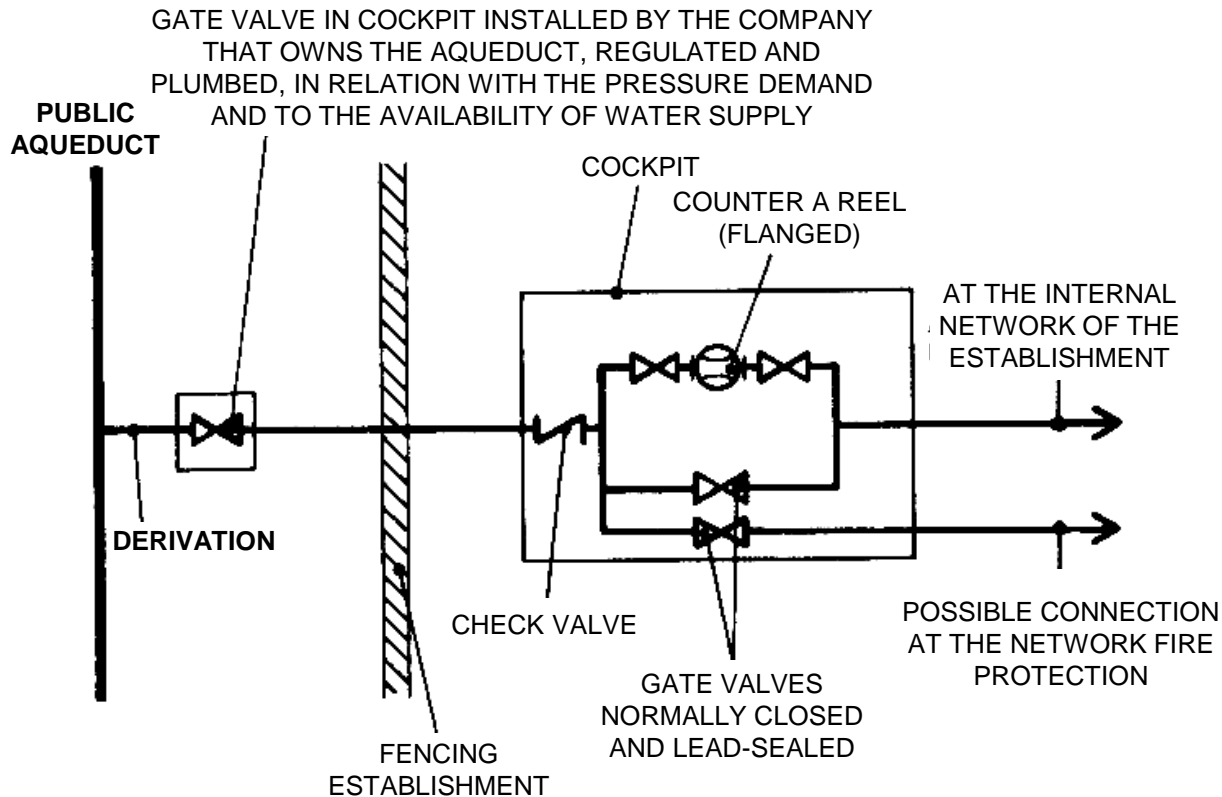 GATE VALVE IN COCKPIT INSTALLED BY THE COMPANY
THAT OWNS THE AQUEDUCT, REGULATED AND
PLUMBED, IN RELATION WITH THE PRESSURE DEMAND
AND TO THE AVAILABILITY OF WATER SUPPLY
PUBLIC
AQUEDUCT
COCKPIT
COUNTER A REEL
(FLANGED)
AT THE INTERNAL
NETWORK OF THE
ESTABLISHMENT
DERIVATION
CHECK VALVE
POSSIBLE CONNECTION
AT THE NETWORK FIRE
PROTECTION
GATE VALVES
NORMALLY CLOSED
AND LEAD-SEALED
FENCING
ESTABLISHMENT